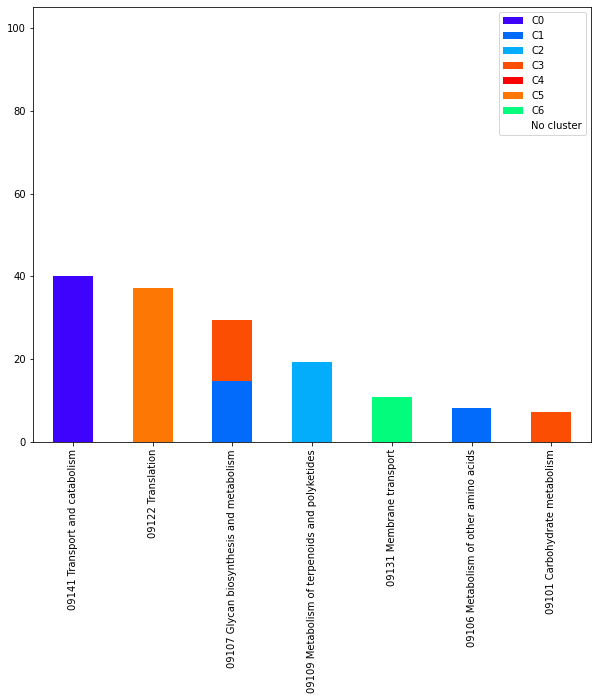 100
80
60
40
20
0
C0
C1
C2
C3
C4
C5
C6
No cluster
09141 Transport and catabolism
09122 Translation
09107 Glycan biosynthesis and metabolism
09109 Metabolism of terpenoids and polyketides
09131 Membrane transport
09106 Metabolism of other amino acids
09101 Carbohydrate metabolism